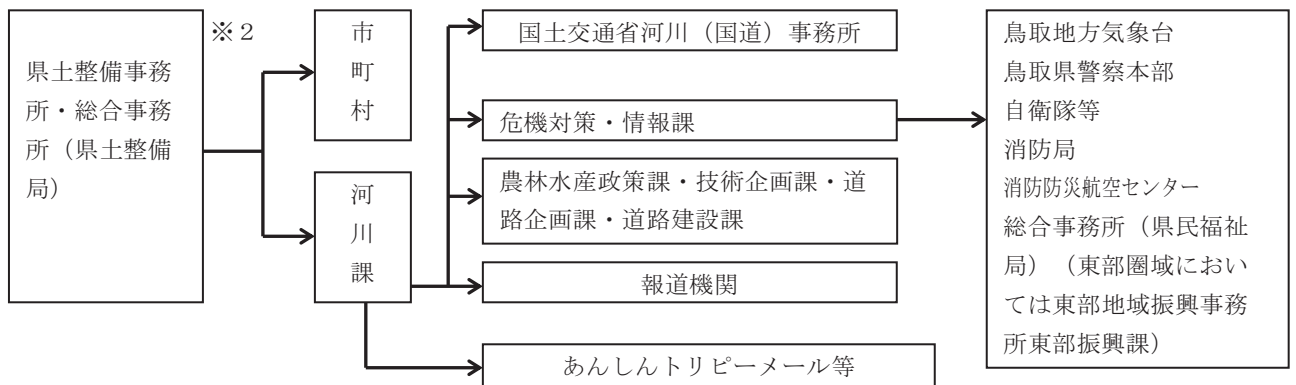 県土整備事務
所・総合事務
所（県土整備
局）
※２
市
町
村
河
川
課
国土交通省河川（国道）事務所
危機対策・情報課
農林水産政策課・技術企画課・道
路企画課・道路建設課
報道機関
あんしんトリピーメール等
鳥取地方気象台
鳥取県警察本部
自衛隊等
消防局
消防防災航空センター
総合事務所（県民福祉
局）（東部圏域におい
ては東部地域振興事務
所東部振興課）